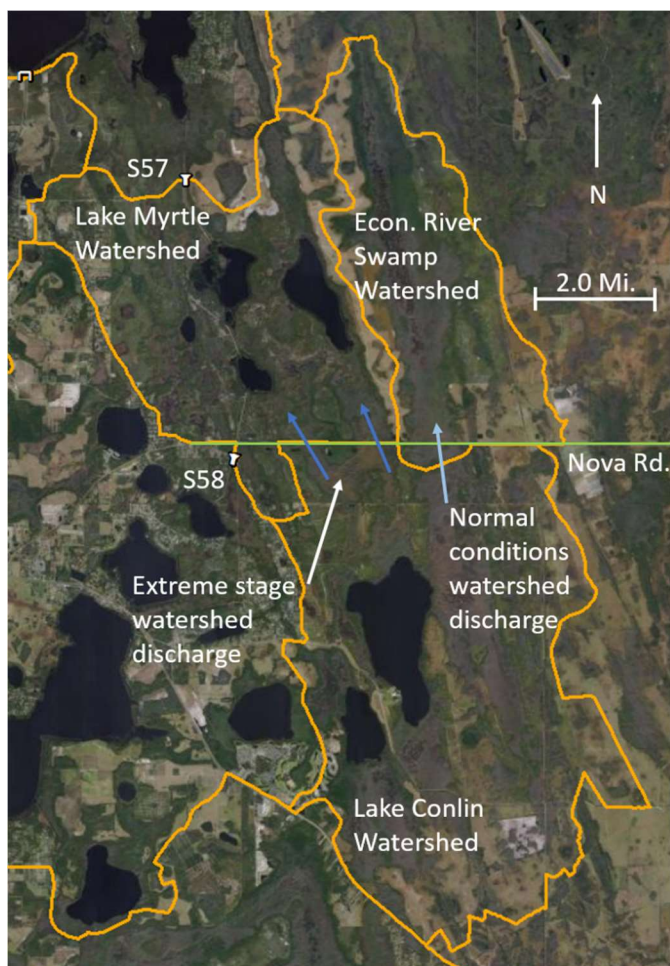 S57
Lake Myrtle
Watershed
Econ. River
Swamp
Watershed
N
2.0 Mi.
Nova Rd.
S58
Normal
conditions
watershed
discharge
Extreme stage
watershed
discharge
Lake Conlin
Watershed